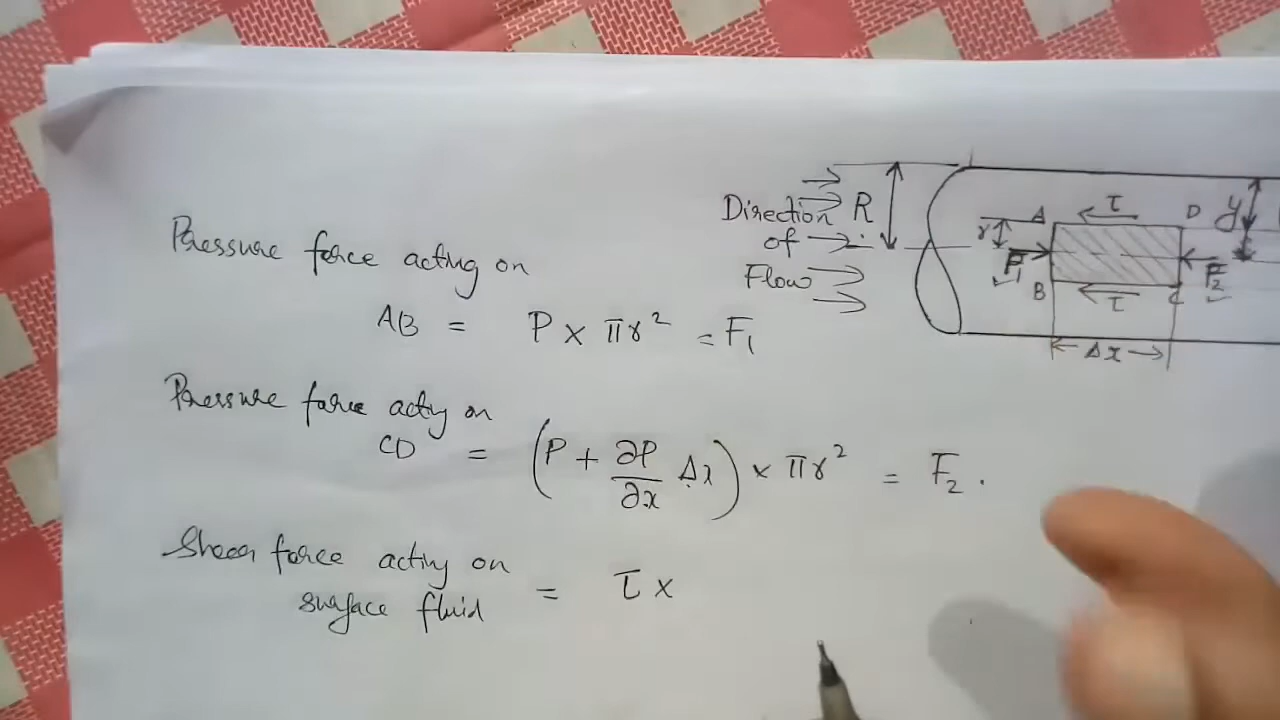 Pressure force acting on
AB = P × πr² = F₁
Pressure force acty on
CD = (P + ∂P/∂x Δx) × πr² = F₂.
Shear force acting on
surface fluid = τ ×
Direction
of
Flow
R
r
A
τ
D
y
F₁
F₂
B
τ
C
Δx